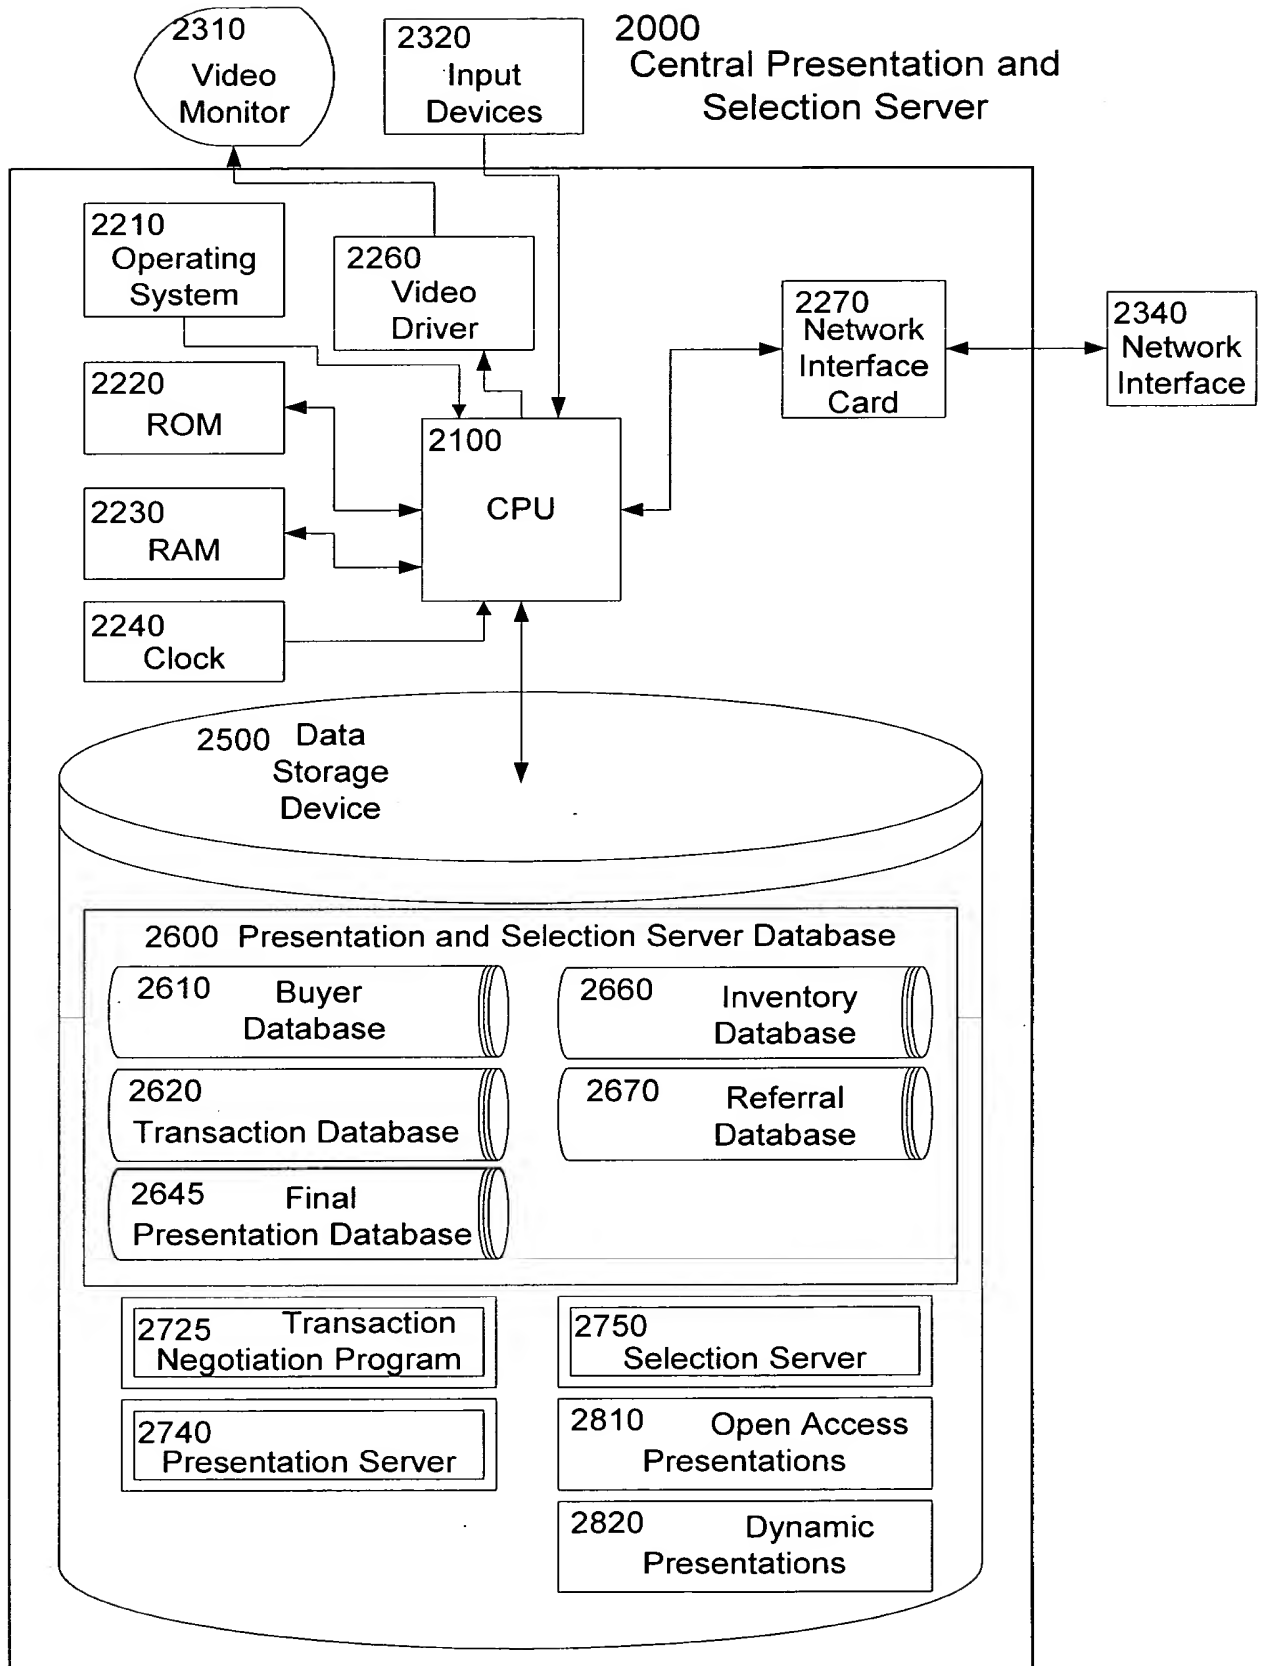 2310
Video
Monitor
2320
Input
Devices
2000
Central Presentation and
Selection Server
2210
Operating
System
2260
Video
Driver
2270
Network
Interface
Card
2340
Network
Interface
2220
ROM
2100
CPU
2230
RAM
2240
Clock
2500 Data
Storage
Device
2600 Presentation and Selection Server Database
2610 Buyer
Database
2660 Inventory
Database
2620
Transaction Database
2670 Referral
Database
2645 Final
Presentation Database
2725 Transaction
Negotiation Program
2750
Selection Server
2740
Presentation Server
2810 Open Access
Presentations
2820 Dynamic
Presentations